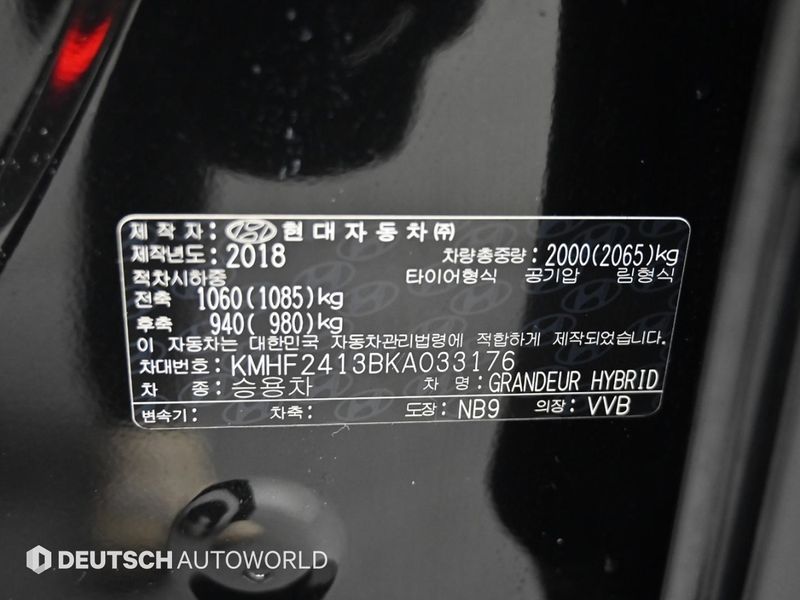 제 작 자 : 현대자동차㈜
제작년도 : 2018 차량총중량 : 2000(2065)kg
적차시하중 타이어형식 공기압 림형식
전축 1060(1085)kg
후축 940( 980)kg
이 자동차는 대한민국 자동차관리법령에 적합하게 제작되었습니다.
차대번호 : KMHF2413BKA033176
차 종 : 승용차 차 명 : GRANDEUR HYBRID
변속기 : 차축 : 도장 : NB9 의장 : VVB
DEUTSCH AUTOWORLD